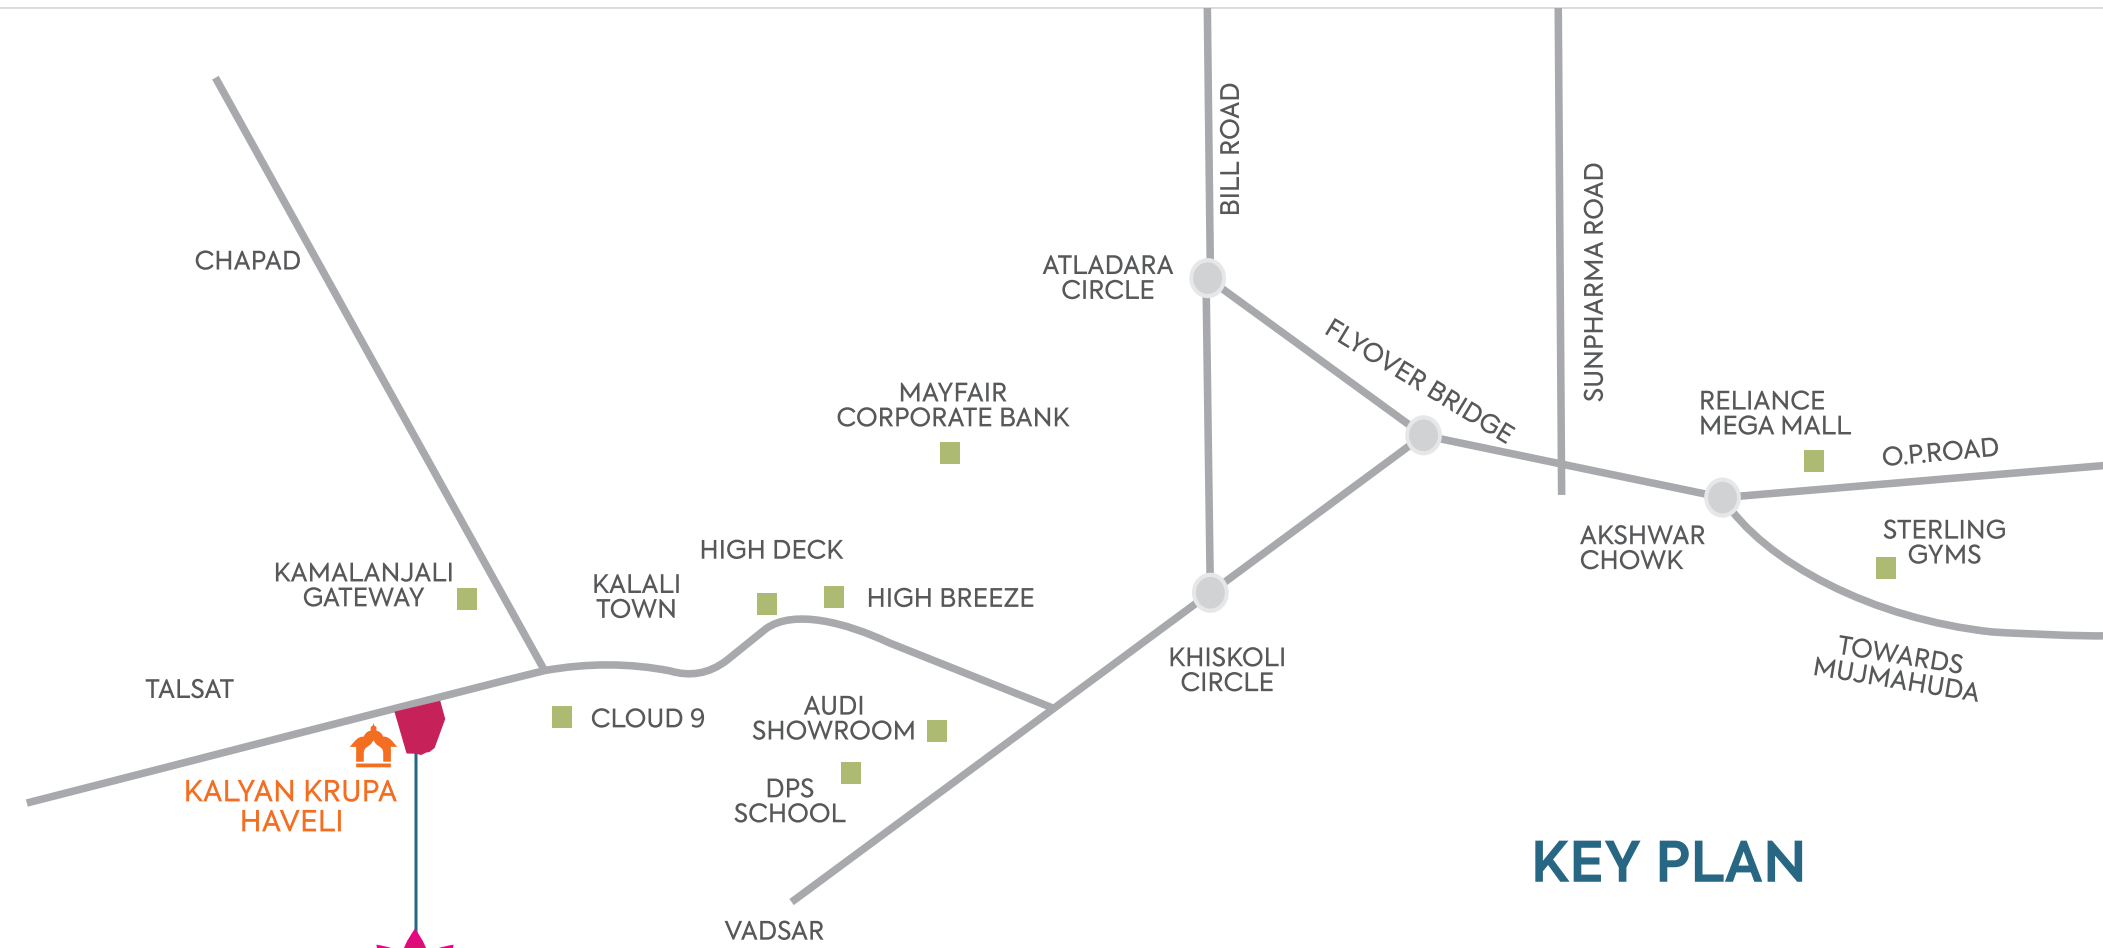 BILL ROAD
SUNPHARMA ROAD
CHAPAD
ATLADARA
CIRCLE
FLYOVER BRIDGE
MAYFAIR
CORPORATE BANK
RELIANCE
MEGA MALL
O.P.ROAD
AKSHWAR
CHOWK
STERLING
GYMS
HIGH DECK
KAMALANJALI
GATEWAY
KALALI
TOWN
HIGH BREEZE
KHISKOLI
CIRCLE
TOWARDS
MUJMAHUDA
TALSAT
CLOUD 9
AUDI
SHOWROOM
DPS
SCHOOL
KALYAN KRUPA
HAVELI
KEY PLAN
VADSAR